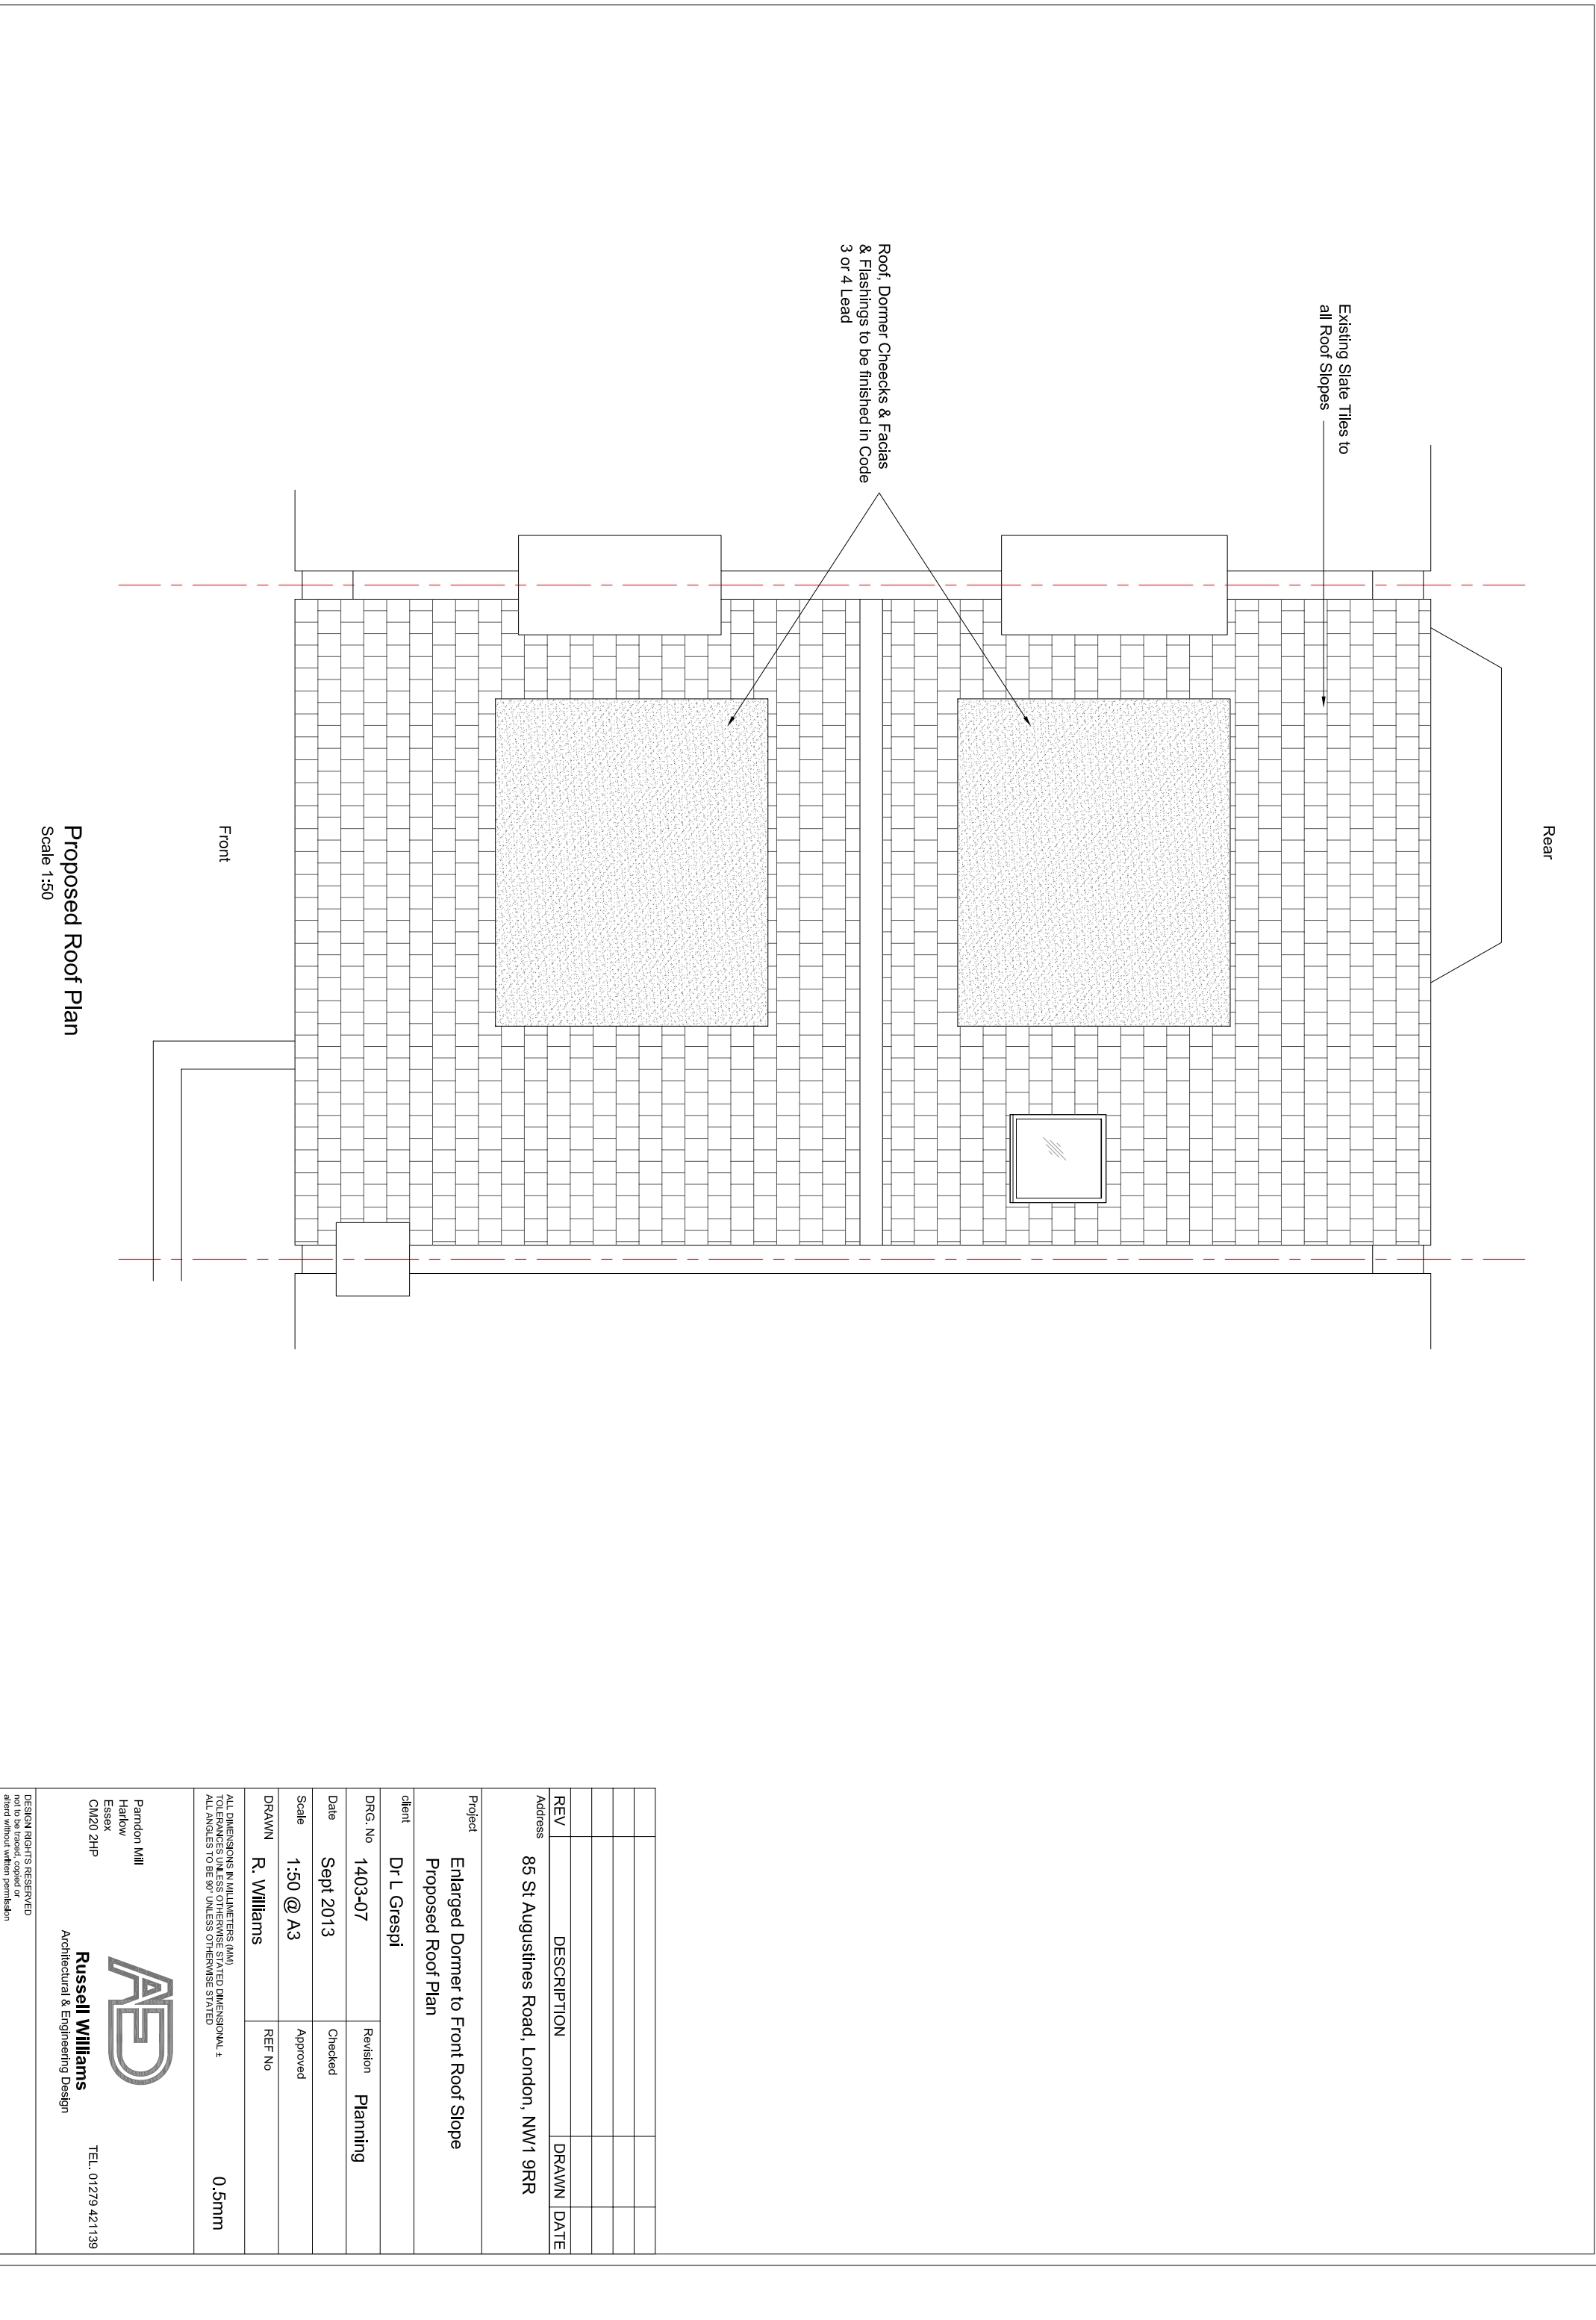 Rear
Existing Slate Tiles to
all Roof Slopes
Roof, Dormer Cheecks & Facias
& Flashings to be finished in Code
3 or 4 Lead
Front
Proposed Roof Plan
Scale 1:50
REV DESCRIPTION DRAWN DATE
Address 85 St Augustines Road, London, NW1 9RR
Project Enlarged Dormer to Front Roof Slope
Proposed Roof Plan
client Dr L Grespi
DRG. No 1403-07 Revision Planning
Date Sept 2013 Checked
Scale 1:50 @ A3 Approved
DRAWN R. Williams REF No
ALL DIMENSIONS IN MILLIMETERS (MM)
TOLERANCES UNLESS OTHERWISE STATED DIMENSIONAL ±
ALL ANGLES TO BE 90° UNLESS OTHERWISE STATED
0.5mm
Parndon Mill
Harlow
Essex
CM20 2HP
Russell Williams
Architectural & Engineering Design
TEL. 01279 421139
DESIGN RIGHTS RESERVED
not to be traced, copied or
alterd without written permission